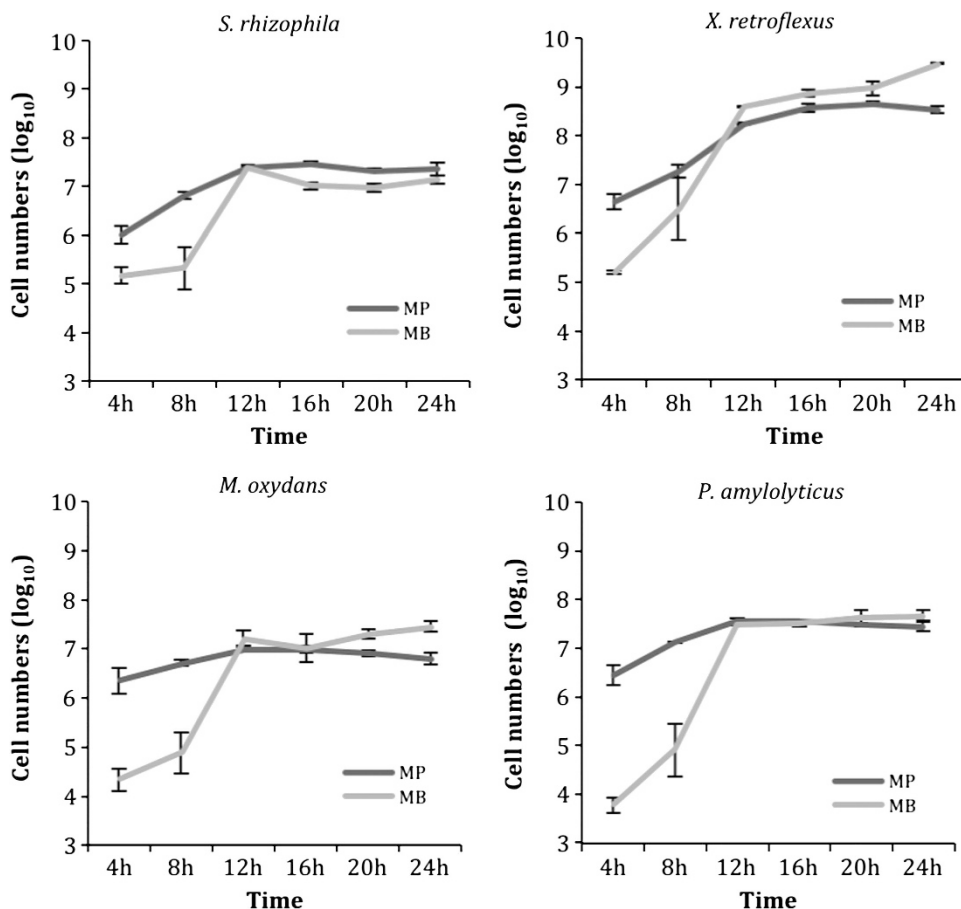 S. rhizophila
10
9
8
7
6
5
4
3
Cell numbers (log₁₀)
MP
MB
4h 8h 12h 16h 20h 24h
Time
X. retroflexus
10
9
8
7
6
5
4
3
Cell numbers (log₁₀)
MP
MB
4h 8h 12h 16h 20h 24h
Time
M. oxydans
10
9
8
7
6
5
4
3
Cell numbers (log₁₀)
MP
MB
4h 8h 12h 16h 20h 24h
Time
P. amylolyticus
10
9
8
7
6
5
4
3
Cell numbers (log₁₀)
MP
MB
4h 8h 12h 16h 20h 24h
Time